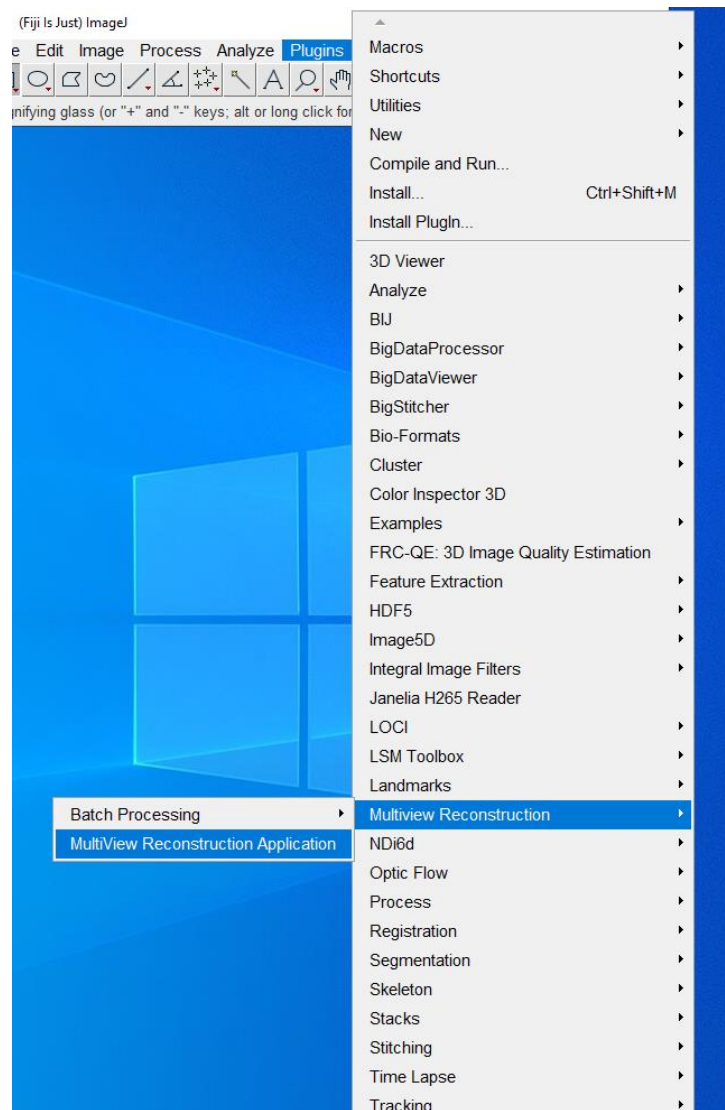 (Fiji Is Just) ImageJ
e Edit Image Process Analyze Plugins
A
gnifying glass (or "+" and "-" keys; alt or long click for
Macros
Shortcuts
Utilities
New
Compile and Run...
Install... Ctrl+Shift+M
Install PlugIn...
3D Viewer
Analyze
BIJ
BigDataProcessor
BigDataViewer
BigStitcher
Bio-Formats
Cluster
Color Inspector 3D
Examples
FRC-QE: 3D Image Quality Estimation
Feature Extraction
HDF5
Image5D
Integral Image Filters
Janelia H265 Reader
LOCI
LSM Toolbox
Landmarks
Multiview Reconstruction
Batch Processing
MultiView Reconstruction Application
NDi6d
Optic Flow
Process
Registration
Segmentation
Skeleton
Stacks
Stitching
Time Lapse
Tracking